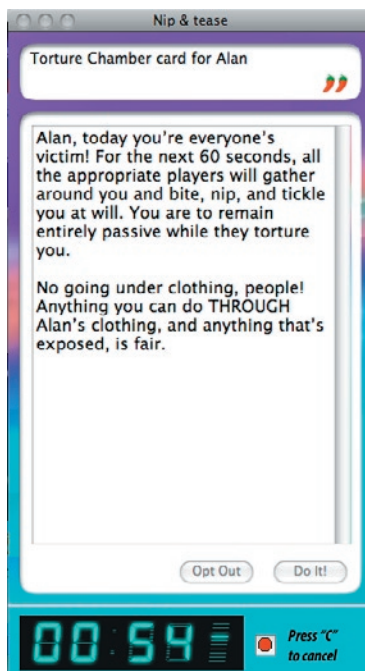 Nip & tease
Torture Chamber card for Alan
Alan, today you're everyone's
victim! For the next 60 seconds, all
the appropriate players will gather
around you and bite, nip, and tickle
you at will. You are to remain
entirely passive while they torture
you.
No going under clothing, people!
Anything you can do THROUGH
Alan's clothing, and anything that's
exposed, is fair.
Opt Out
Do It!
00:54
Press "C"
to cancel